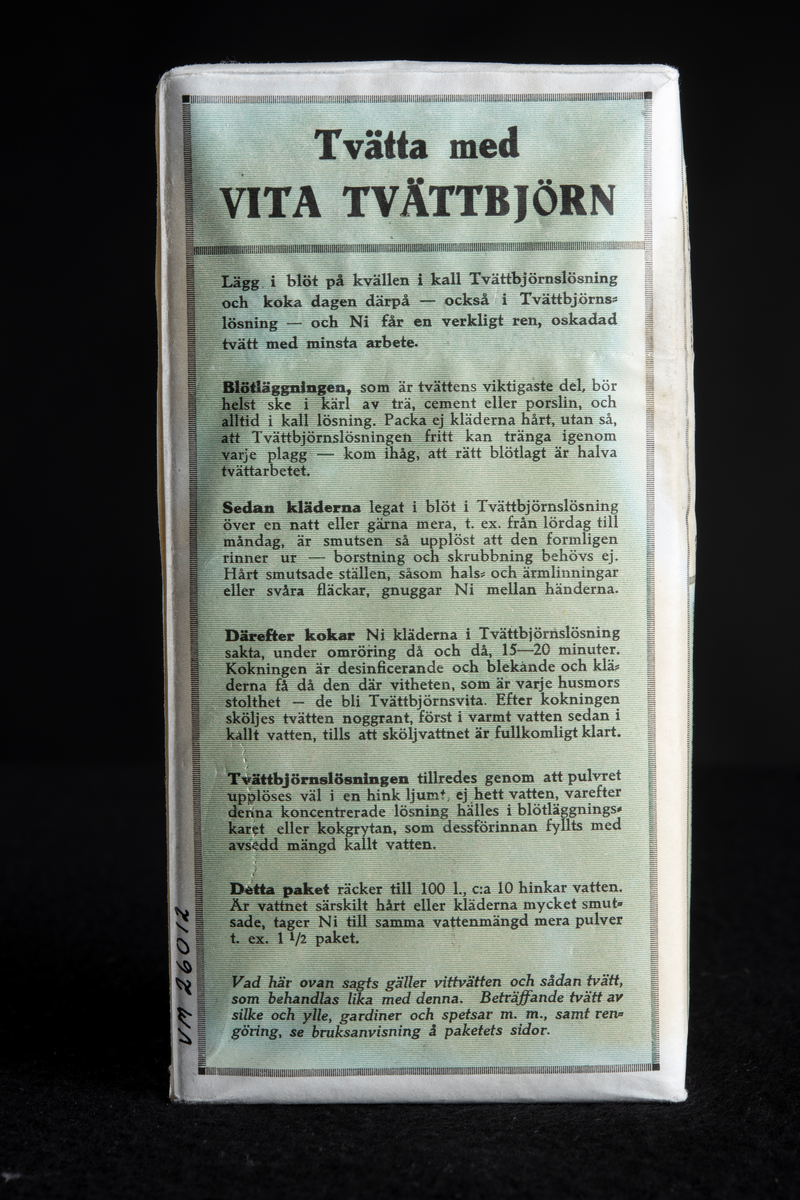 Tvätta med
VITA TVÄTTBJÖRN
Lägg i blöt på kvällen i kall Tvättbjörnslösning
och koka dagen därpå — också i Tvättbjörns-
lösning — och Ni får en verkligt ren, oskadad
tvätt med minsta arbete.
Blötläggningen, som är tvättens viktigaste del, bör
helst ske i kärl av trä, cement eller porslin, och
alltid i kall lösning. Packa ej kläderna hårt, utan så,
att Tvättbjörnslösningen fritt kan tränga igenom
varje plagg — kom ihåg, att rätt blötlagt är halva
tvättarbetet.
Sedan kläderna legat i blöt i Tvättbjörnslösning
över en natt eller gärna mera, t. ex. från lördag till
måndag, är smutsen så upplöst att den formligen
rinner ur — borstning och skrubbning behövs ej.
Hårt smutsade ställen, såsom hals- och ärmlinningar
eller svåra fläckar, gnuggar Ni mellan händerna.
Därefter kokar Ni kläderna i Tvättbjörnslösning
sakta, under omröring då och då, 15—20 minuter.
Kokningen är desinficerande och blekande och klä-
derna få då den där vitheten, som är varje husmors
stolthet — de bli Tvättbjörnsvita. Efter kokningen
sköljes tvätten noggrant, först i varmt vatten sedan i
kallt vatten, tills att sköljvattnet är fullkomligt klart.
Tvättbjörnslösningen tillredes genom att pulvret
upplöses väl i en hink ljumt, ej hett vatten, varefter
denna koncentrerade lösning hälles i blötläggnings-
karet eller kokgrytan, som dessförinnan fyllts med
avsedd mängd kallt vatten.
Detta paket räcker till 100 l., c:a 10 hinkar vatten.
Är vattnet särskilt hårt eller kläderna mycket smut-
sade, tager Ni till samma vattenmängd mera pulver
t. ex. 1 1/2 paket.
Vad här ovan sagts gäller vittvätten och sådan tvätt,
som behandlas lika med denna. Beträffande tvätt av
silke och ylle, gardiner och spetsar m. m., samt ren-
göring, se bruksanvisning å paketets sidor.
VM 26012